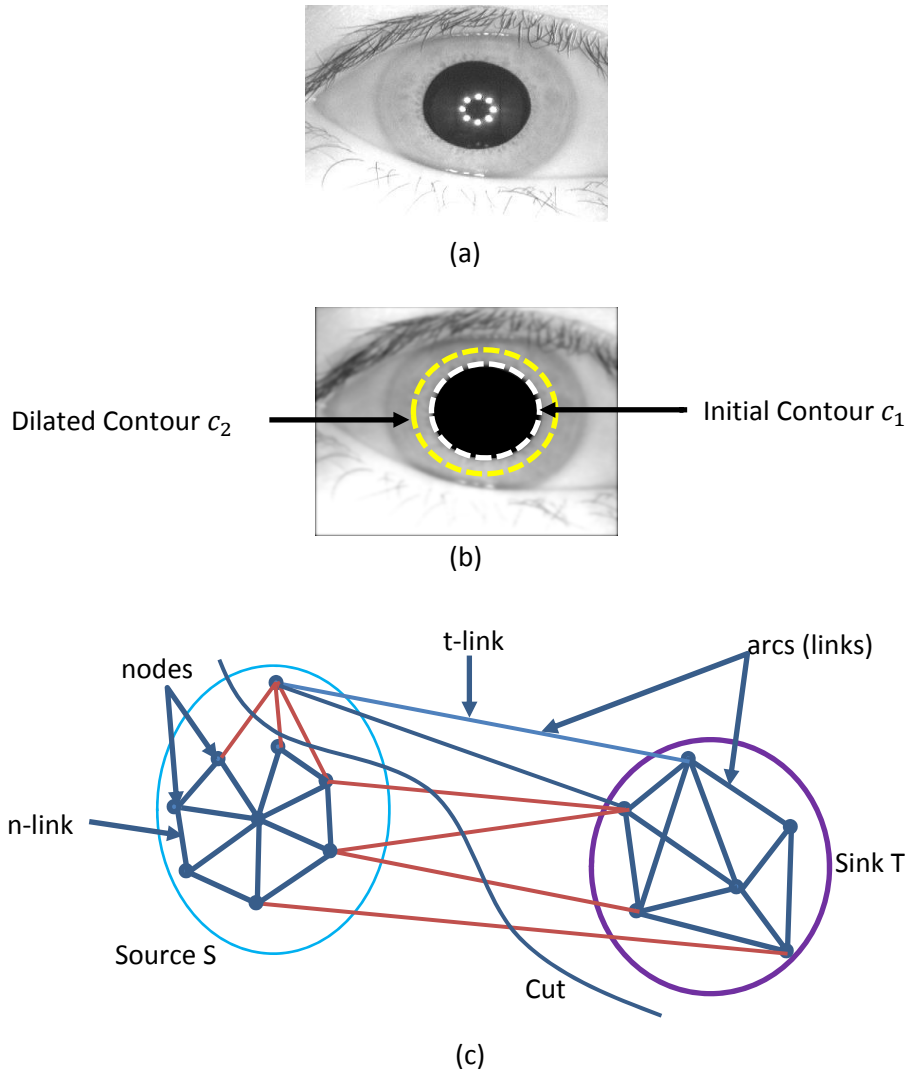 (a)
Dilated Contour c₂
Initial Contour c₁
(b)
t-link
arcs (links)
nodes
n-link
Sink T
Source S
Cut
(c)